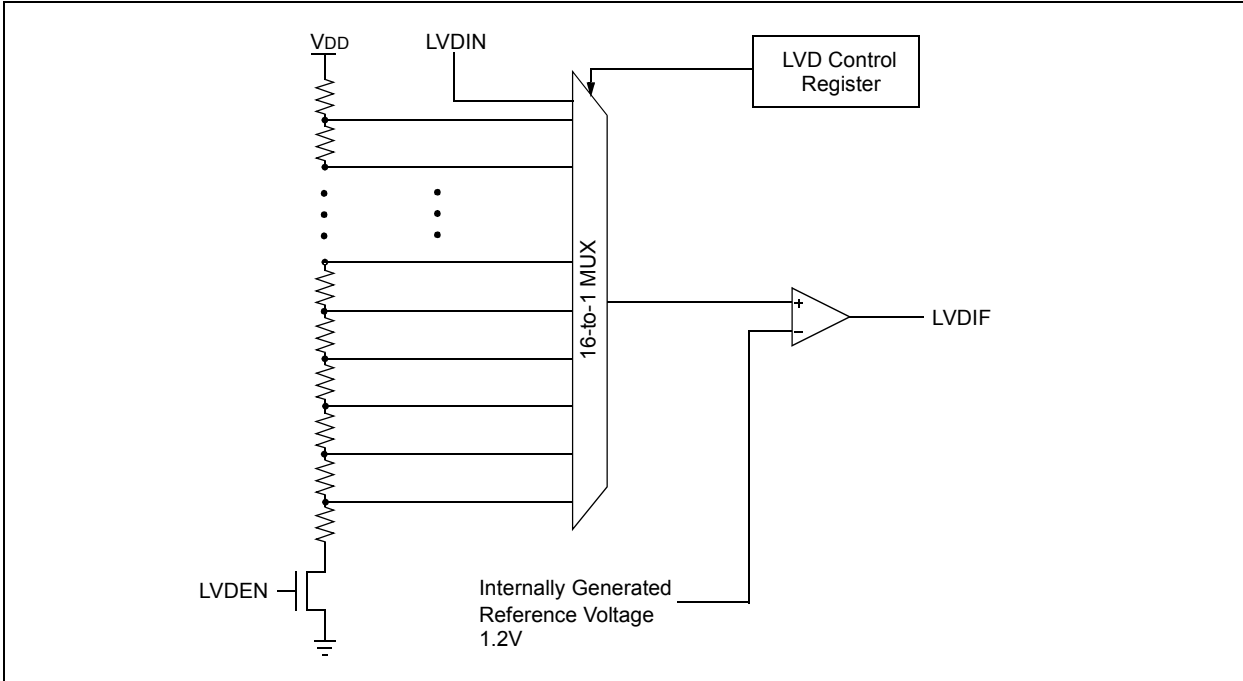 VDD
LVDIN
LVD Control
Register
16-to-1 MUX
+
−
LVDIF
LVDEN
Internally Generated
Reference Voltage
1.2V